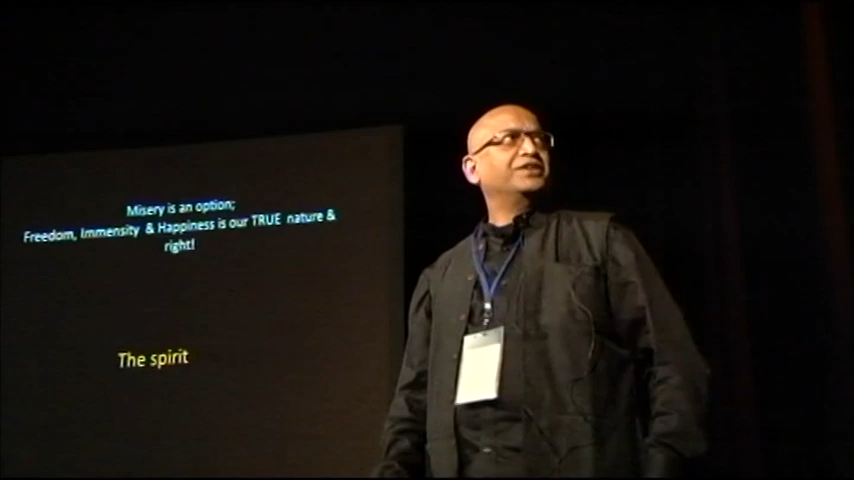 Misery is an option;
Freedom, Immensity & Happiness is our TRUE nature &
right!
The spirit